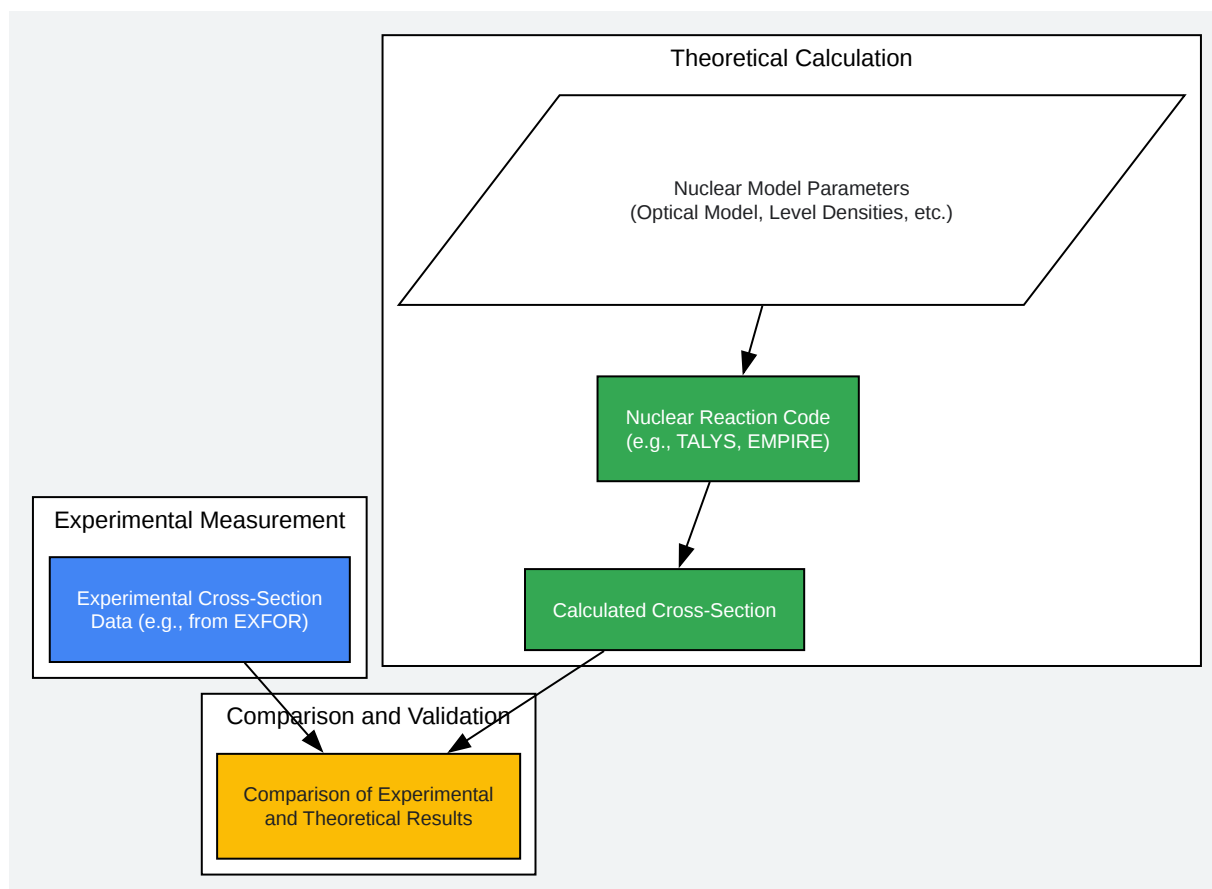 Theoretical Calculation
Nuclear Model Parameters
(Optical Model, Level Densities, etc.)
Nuclear Reaction Code
(e.g., TALYS, EMPIRE)
Calculated Cross-Section
Experimental Measurement
Experimental Cross-Section
Data (e.g., from EXFOR)
Comparison and Validation
Comparison of Experimental
and Theoretical Results